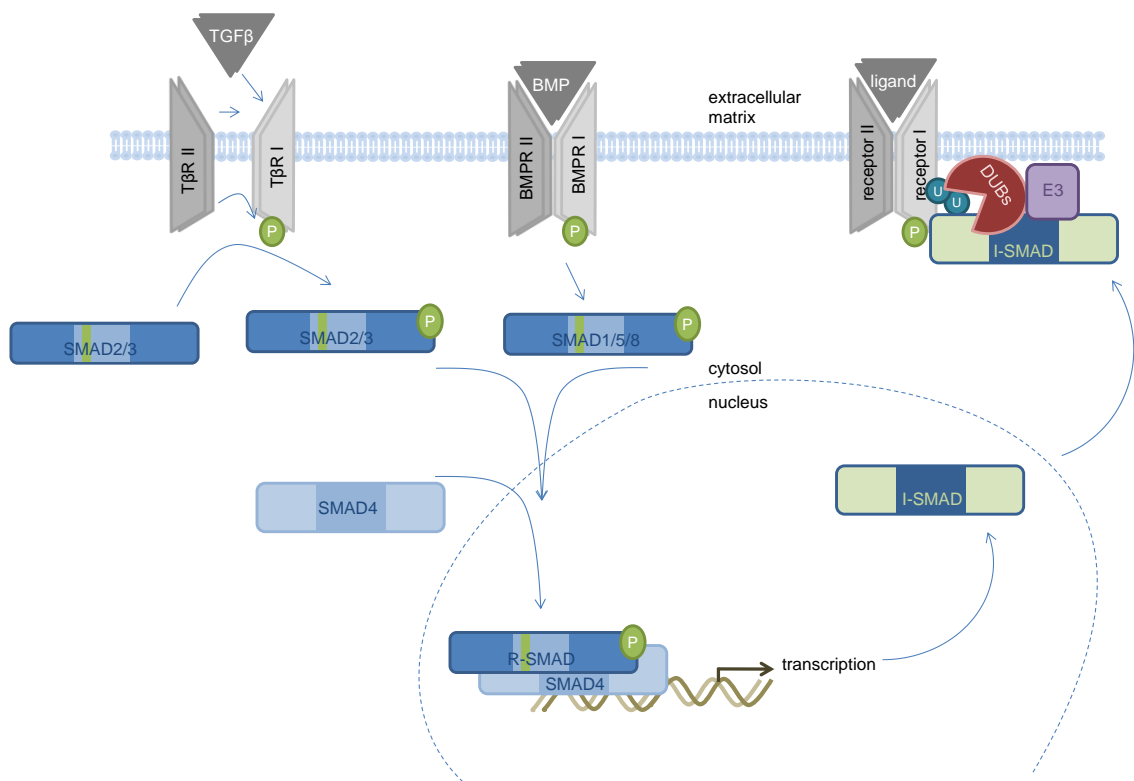 TGFβ
TβR II
TβR I
P
BMP
BMPR II
BMPR I
P
extracellular
matrix
ligand
receptor II
receptor I
P
U
U
DUBs
E3
I-SMAD
SMAD2/3
SMAD2/3
P
SMAD1/5/8
P
cytosol
nucleus
SMAD4
I-SMAD
R-SMAD
P
SMAD4
transcription